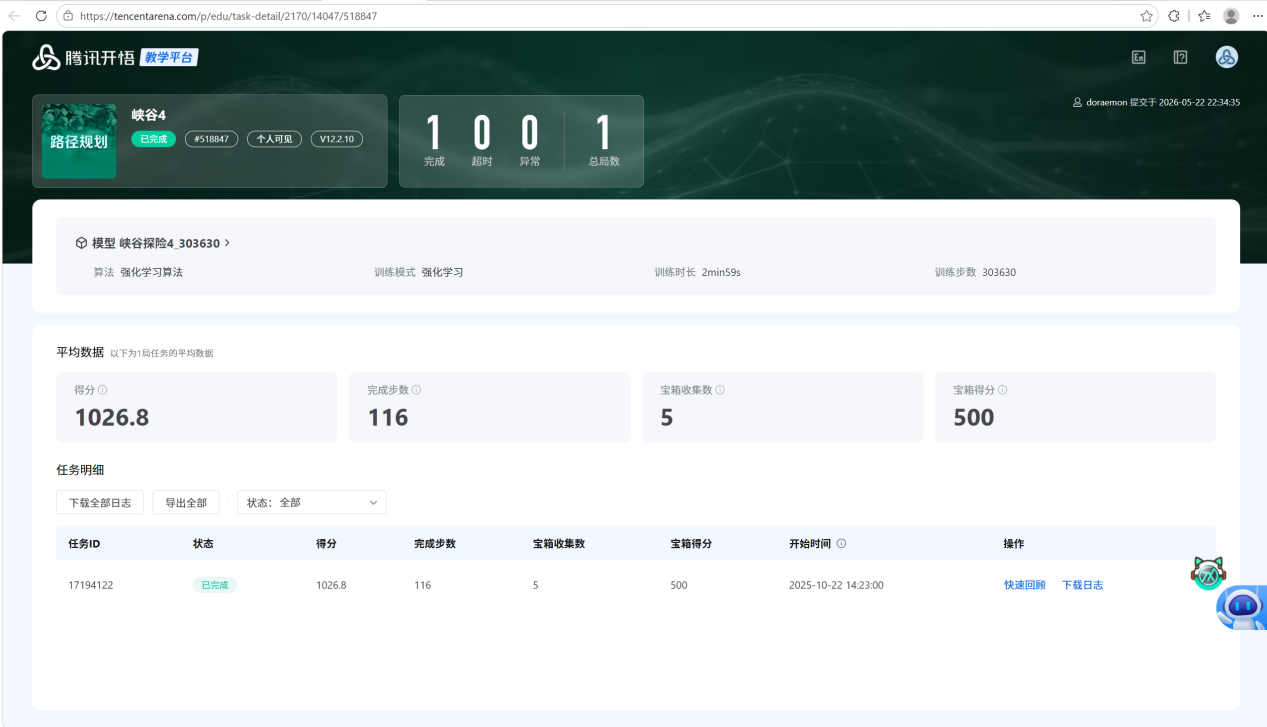 https://tencentarena.com/p/edu/task-detail/2170/14047/518847
腾讯开悟 教学平台
En
路径规划
峡谷4
已完成 #518847 个人可见 V12.2.10
1 0 0 1
完成 超时 异常 总局数
doraemon 提交于 2026-05-22 22:34:35
模型 峡谷探险4_303630
算法 强化学习算法 训练模式 强化学习 训练时长 2min59s 训练步数 303630
平均数据 以下为1局任务的平均数据
得分 完成步数 宝箱收集数 宝箱得分
1026.8 116 5 500
任务明细
下载全部日志 导出全部 状态: 全部
任务ID 状态 得分 完成步数 宝箱收集数 宝箱得分 开始时间 操作
17194122 已完成 1026.8 116 5 500 2025-10-22 14:23:00 快速回顾 下载日志